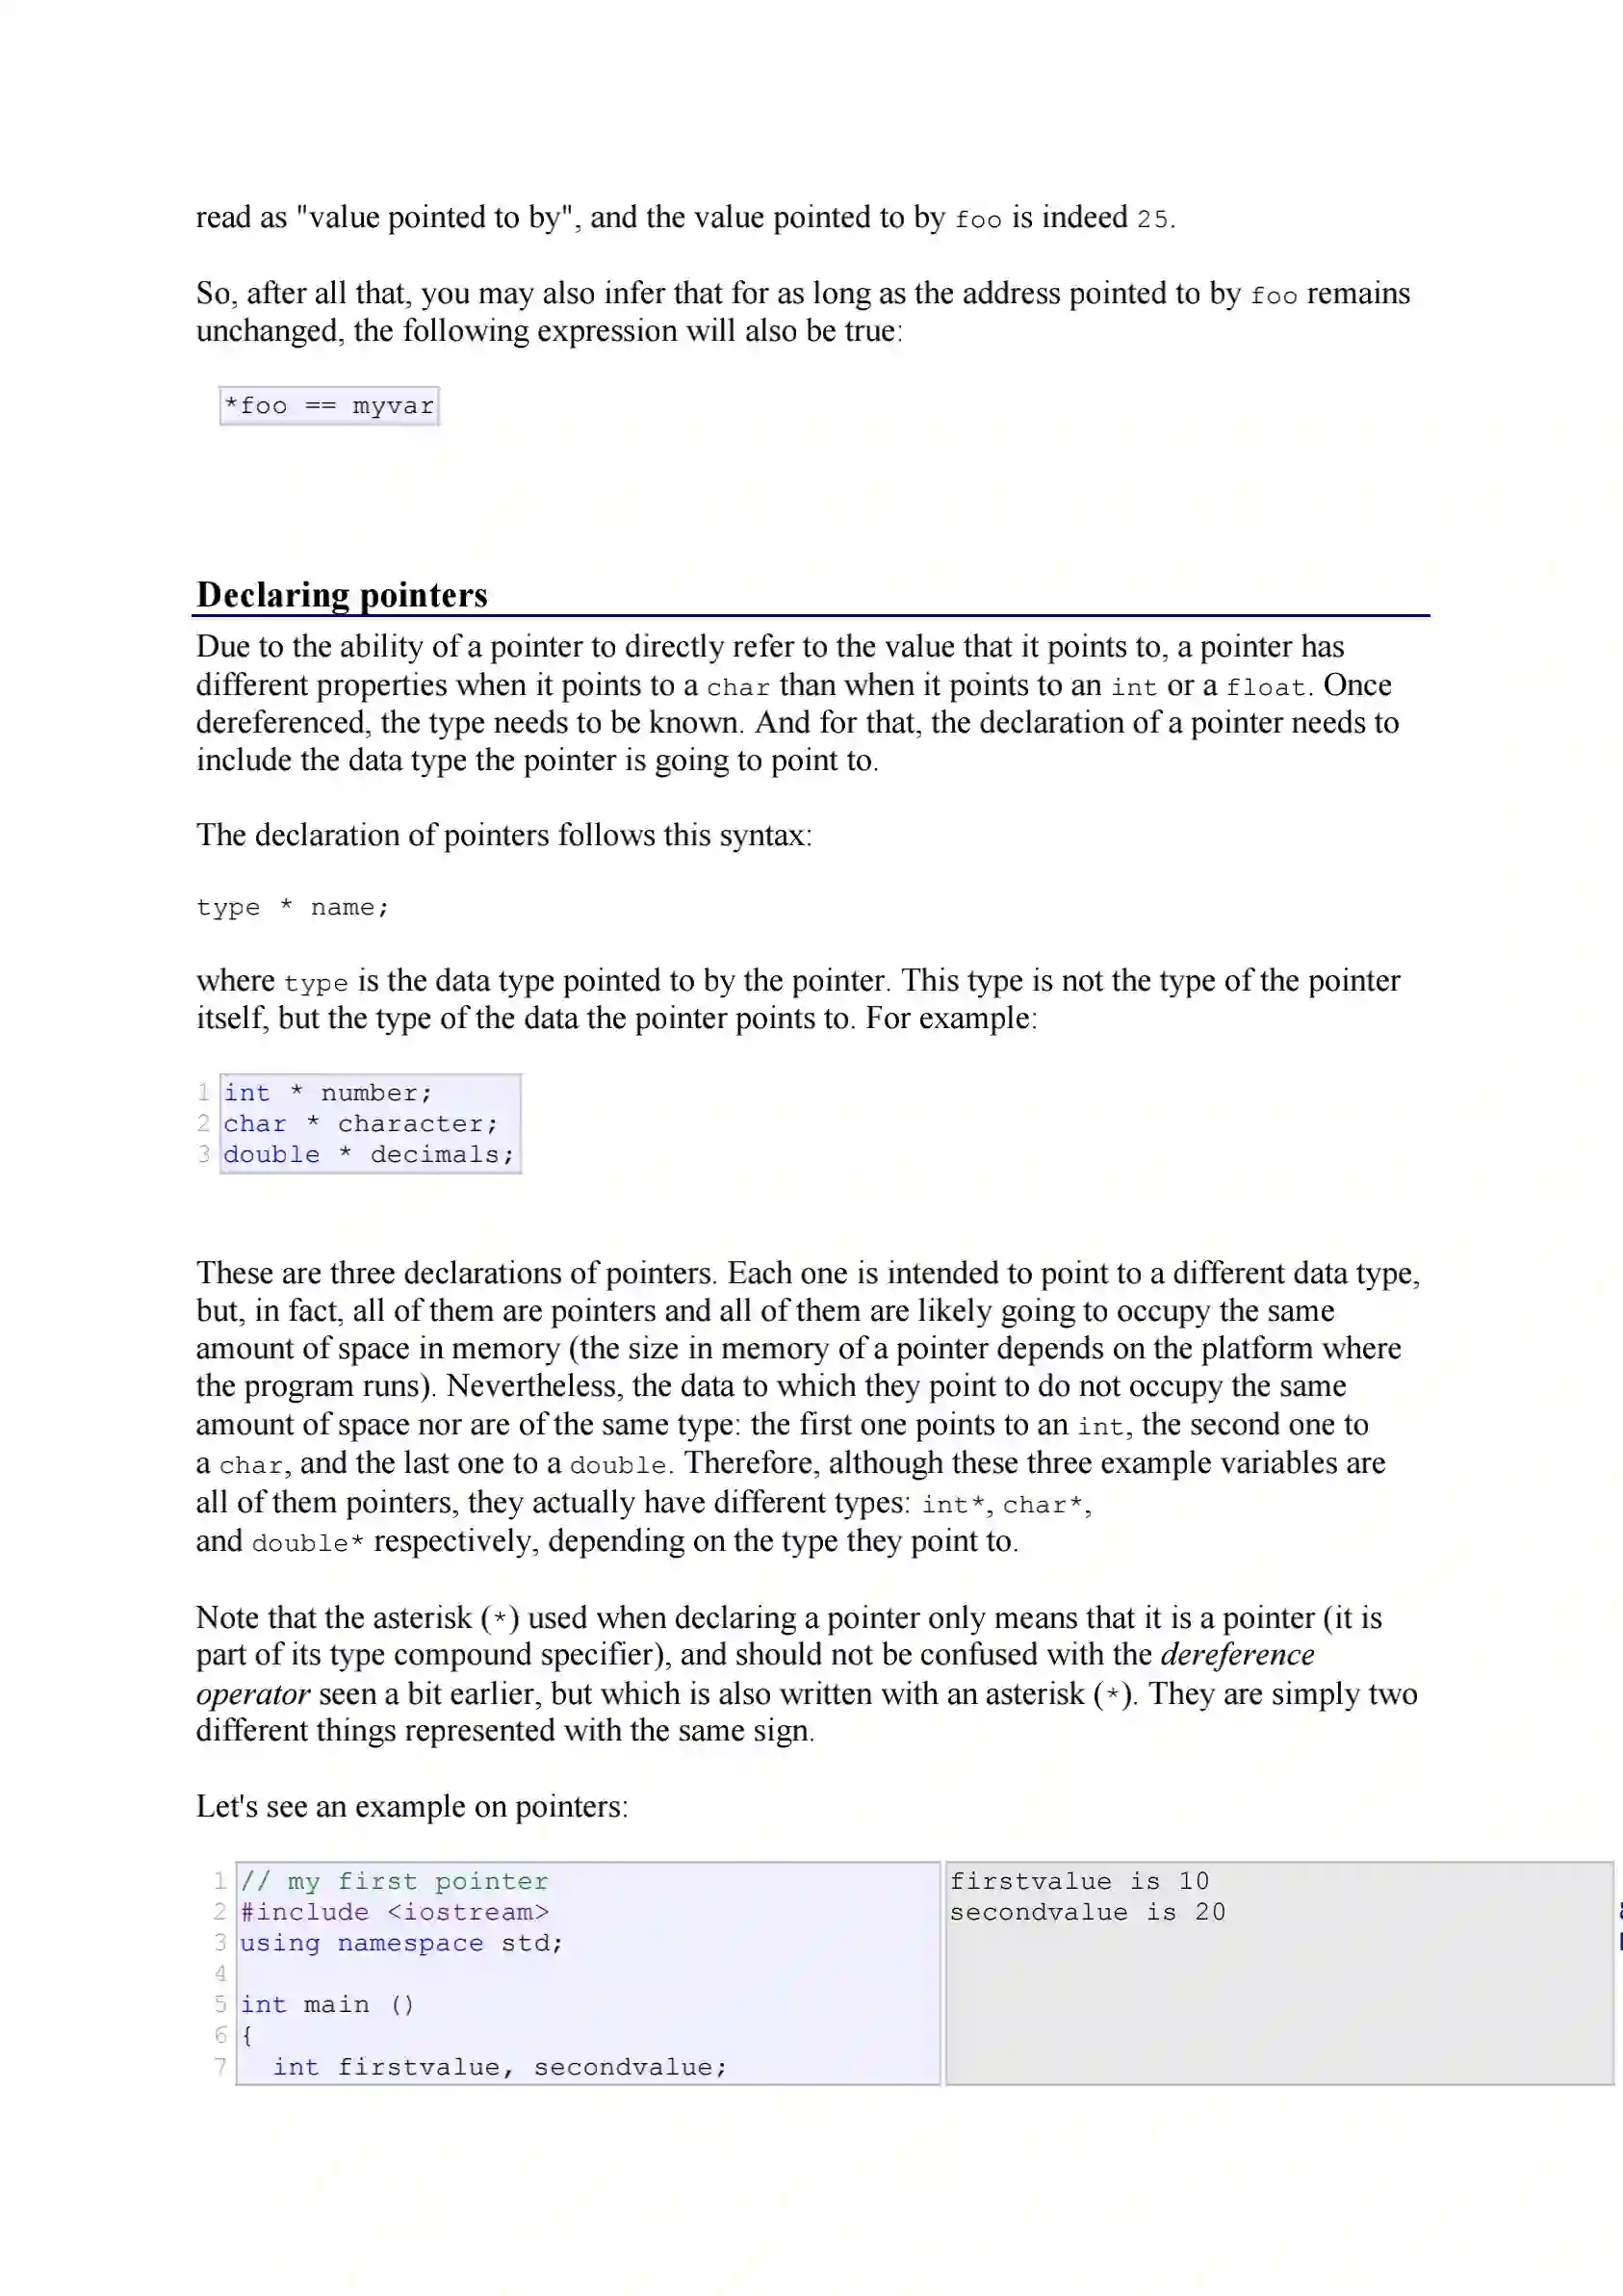 read as "value pointed to by", and the value pointed to by foo is indeed 25.
So, after all that, you may also infer that for as long as the address pointed to by foo remains
unchanged, the following expression will also be true:
*foo == myvar
Declaring pointers
Due to the ability of a pointer to directly refer to the value that it points to, a pointer has
different properties when it points to a char than when it points to an int or a float. Once
dereferenced, the type needs to be known. And for that, the declaration of a pointer needs to
include the data type the pointer is going to point to.
The declaration of pointers follows this syntax:
type * name;
where type is the data type pointed to by the pointer. This type is not the type of the pointer
itself, but the type of the data the pointer points to. For example:
1 int * number;
2 char * character;
3 double * decimals;
These are three declarations of pointers. Each one is intended to point to a different data type,
but, in fact, all of them are pointers and all of them are likely going to occupy the same
amount of space in memory (the size in memory of a pointer depends on the platform where
the program runs). Nevertheless, the data to which they point to do not occupy the same
amount of space nor are of the same type: the first one points to an int, the second one to
a char, and the last one to a double. Therefore, although these three example variables are
all of them pointers, they actually have different types: int*, char*,
and double* respectively, depending on the type they point to.
Note that the asterisk (*) used when declaring a pointer only means that it is a pointer (it is
part of its type compound specifier), and should not be confused with the dereference
operator seen a bit earlier, but which is also written with an asterisk (*). They are simply two
different things represented with the same sign.
Let's see an example on pointers:
1 // my first pointer
2 #include <iostream>
3 using namespace std;
4
5 int main ()
6 {
7 int firstvalue, secondvalue;
firstvalue is 10
secondvalue is 20